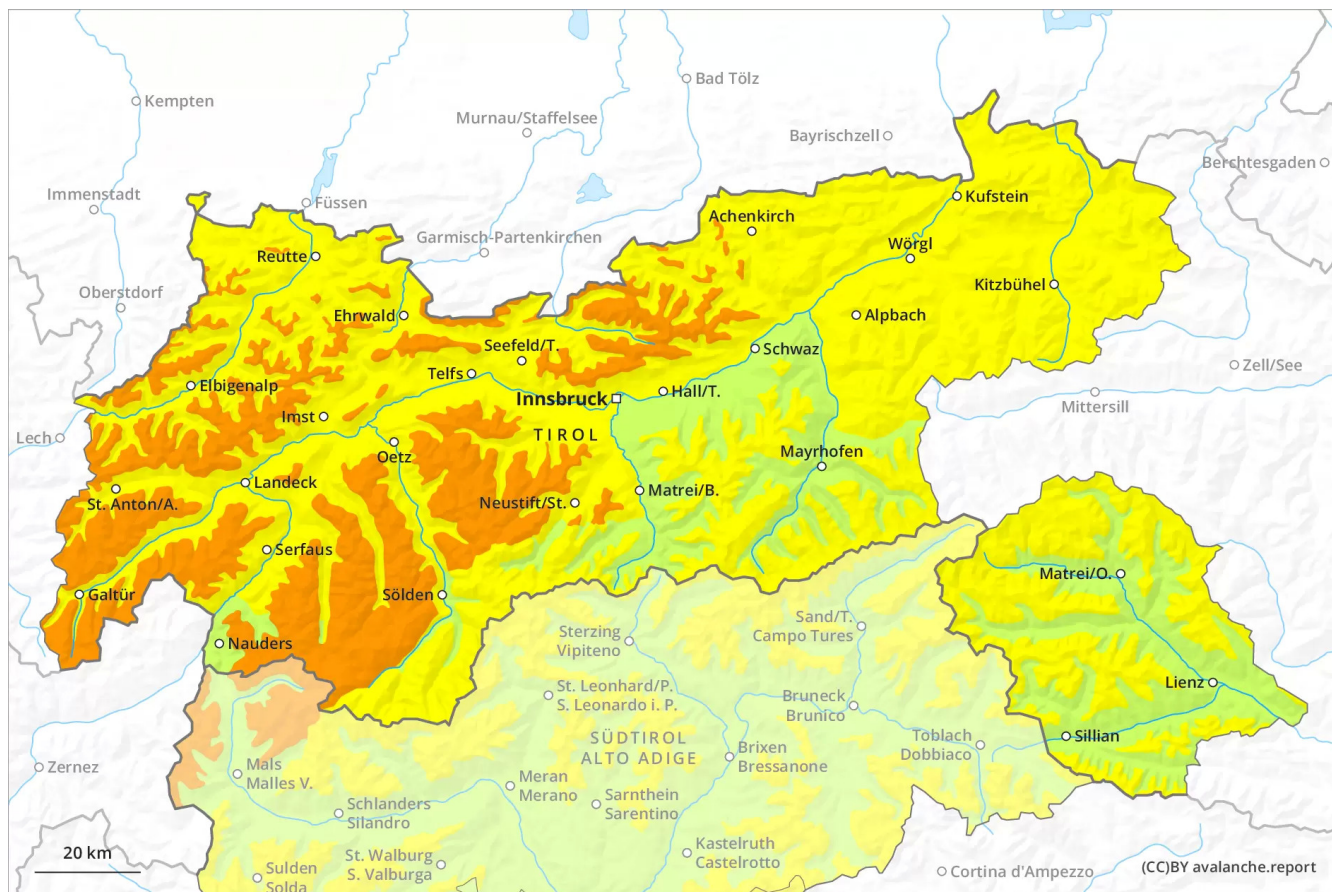 Kempten
Bad Tölz
Murnau/Staffelsee
Bayrischzell
Berchtesgaden
Immenstadt
Füssen
Kufstein
Achenkirch
Garmisch-Partenkirchen
Wörgl
Reutte
Oberstdorf
Kitzbühel
Ehrwald
Alpbach
Seefeld/T.
Schwaz
Zell/See
Telfs
Elbigenalp
Hall/T.
Innsbruck
Mittersill
Imst
Lech
TIROL
Oetz
Mayrhofen
Landeck
Matrei/B.
St. Anton/A.
Neustift/St.
Serfaus
Matrei/O.
Galtür
Sölden
Sand/T.
Campo Tures
Sterzing
Vipiteno
Nauders
Lienz
St. Leonhard/P.
S. Leonardo i. P.
Bruneck
Brunico
Sillian
SÜDTIROL
ALTO ADIGE
Toblach
Dobbiaco
Brixen
Bressanone
Zernez
Mals
Malles V.
Meran
Merano
Sarnthein
Sarentino
Schlanders
Silandro
Kastelruth
Castelrotto
20 km
St. Walburg
S. Valburga
Sulden
Solda
Cortina d'Ampezzo
(CC)BY avalanche.report